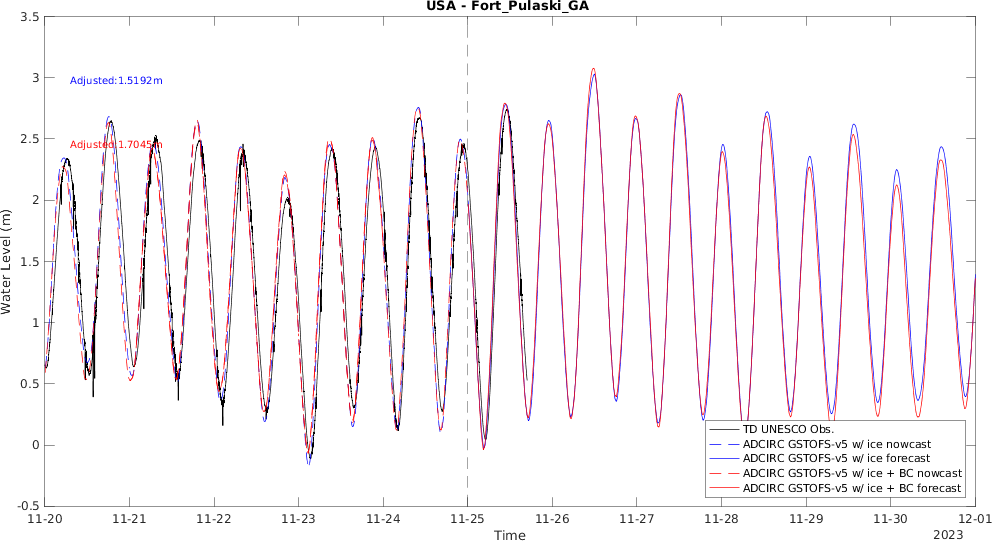 USA - Fort_Pulaski_GA
3.5
3
2.5
2
1.5
1
0.5
0
-0.5
Water Level (m)
Adjusted:1.5192m
Adjusted:1.7045m
TD UNESCO Obs.
ADCIRC GSTOFS-v5 w/ ice nowcast
ADCIRC GSTOFS-v5 w/ ice forecast
ADCIRC GSTOFS-v5 w/ ice + BC nowcast
ADCIRC GSTOFS-v5 w/ ice + BC forecast
11-20 11-21 11-22 11-23 11-24 11-25 11-26 11-27 11-28 11-29 11-30 12-01
Time
2023